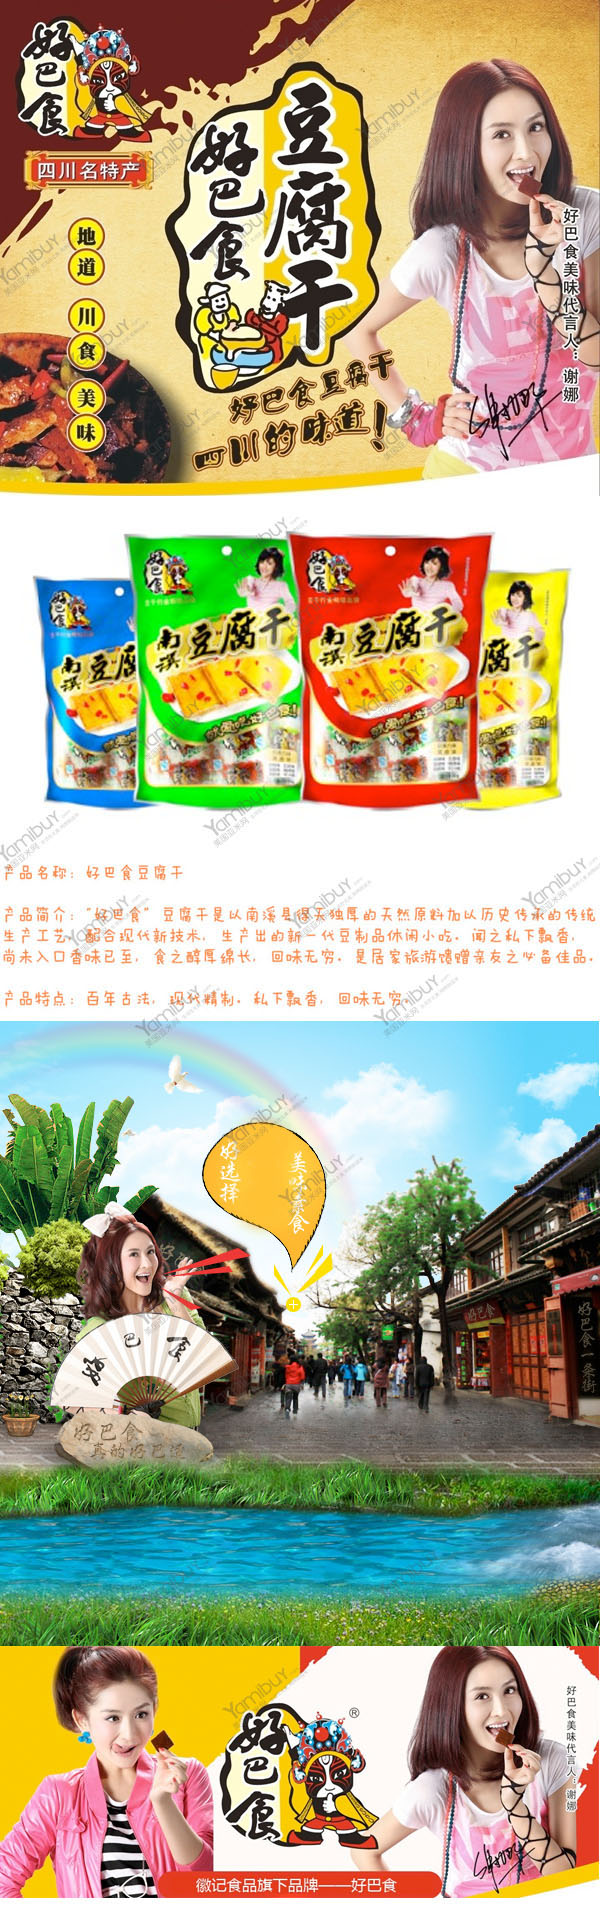 好巴食
四川名特产
地道川食美味
好巴食
豆腐干
好巴食豆腐干
四川的味道!
好巴食美味代言人:谢娜
Yamibuy
好巴食
南溪豆腐干
好巴食
南溪豆腐干
产品名称:好巴食豆腐干
产品简介:"好巴食"豆腐干是以南溪县得天独厚的天然原料加以历史传承的传统
生产工艺,配合现代新技术,生产出的新一代豆制品休闲小吃。闻之私下飘香,
尚未入口香味已至,食之醇厚绵长,回味无穷。是居家旅游馈赠亲友之必备佳品。
产品特点:百年古法,现代精制。私下飘香,回味无穷。
好选择
美味素食
好巴食
好巴食
真的好巴适
好巴食
好巴食一条街
好巴食
®
好巴食美味代言人:谢娜
徽记食品旗下品牌——好巴食